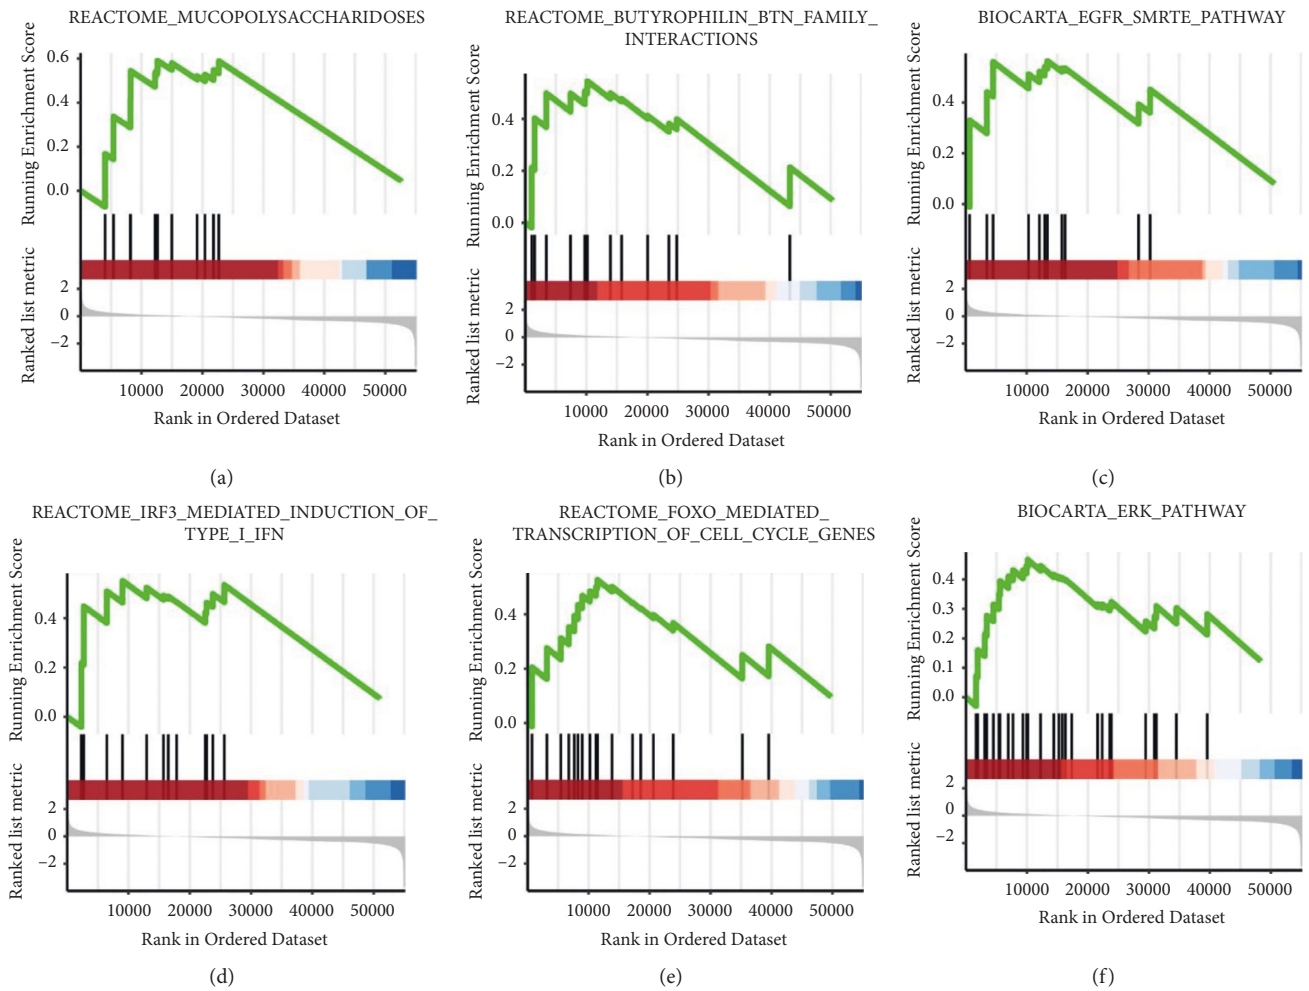 REACTOME_MUCOPOLYSACCHARIDOSES
Running Enrichment Score
0.6
0.4
0.2
0.0
Ranked list metric
2
0
−2
10000 20000 30000 40000 50000
Rank in Ordered Dataset
(a)
REACTOME_BUTYROPHILIN_BTN_FAMILY_
INTERACTIONS
Running Enrichment Score
0.4
0.2
0.0
Ranked list metric
2
0
−2
10000 20000 30000 40000 50000
Rank in Ordered Dataset
(b)
BIOCARTA_EGFR_SMRTE_PATHWAY
Running Enrichment Score
0.4
0.2
0.0
Ranked list metric
2
0
−2
10000 20000 30000 40000 50000
Rank in Ordered Dataset
(c)
REACTOME_IRF3_MEDIATED_INDUCTION_OF_
TYPE_I_IFN
Running Enrichment Score
0.4
0.2
0.0
Ranked list metric
2
0
−2
10000 20000 30000 40000 50000
Rank in Ordered Dataset
(d)
REACTOME_FOXO_MEDIATED_
TRANSCRIPTION_OF_CELL_CYCLE_GENES
Running Enrichment Score
0.4
0.2
0.0
Ranked list metric
2
0
−2
10000 20000 30000 40000 50000
Rank in Ordered Dataset
(e)
BIOCARTA_ERK_PATHWAY
Running Enrichment Score
0.4
0.3
0.2
0.1
0.0
Ranked list metric
2
0
−2
10000 20000 30000 40000 50000
Rank in Ordered Dataset
(f)